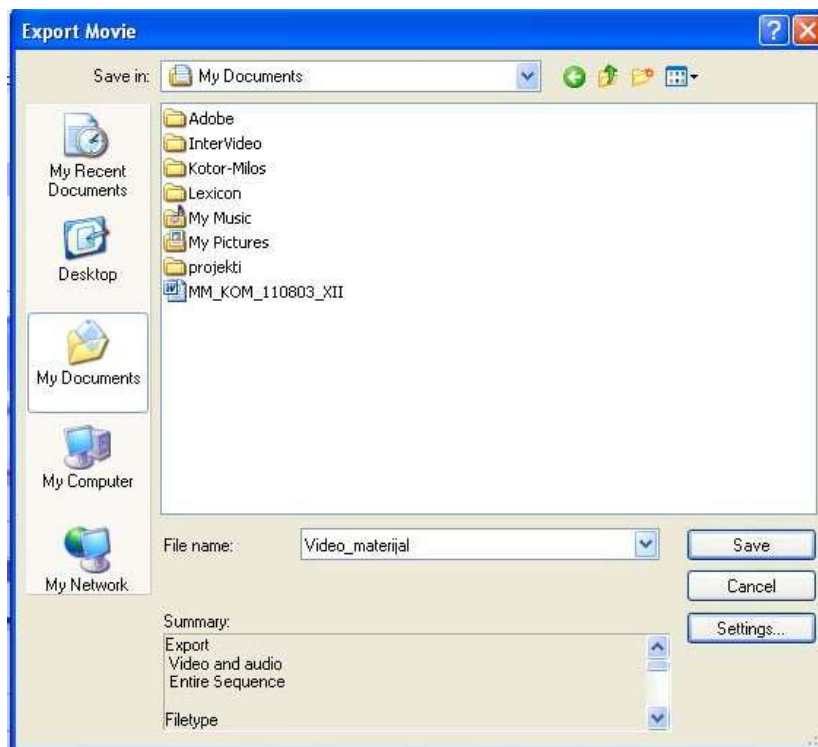 Export Movie
Save in:
My Documents
My Recent
Documents
Desktop
My Documents
My Computer
My Network
Adobe
InterVideo
Kotor-Milos
Lexicon
My Music
My Pictures
projekti
MM_KOM_110803_XII
File name:
Video_materijal
Save
Cancel
Settings...
Summary:
Export
Video and audio
Entire Sequence
Filetype